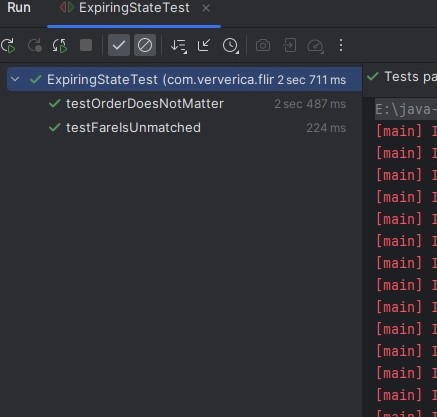 Run ExpiringStateTest
ExpiringStateTest (com.ververica.flir 2 sec 711 ms
testOrderDoesNotMatter 2 sec 487 ms
testFareIsUnmatched 224 ms
Tests pa
E:\java-
[main] I
[main] I
[main] I
[main] I
[main] I
[main] I
[main] I
[main] I
[main] I
[main] I
[main] I
[main] I
[main] I